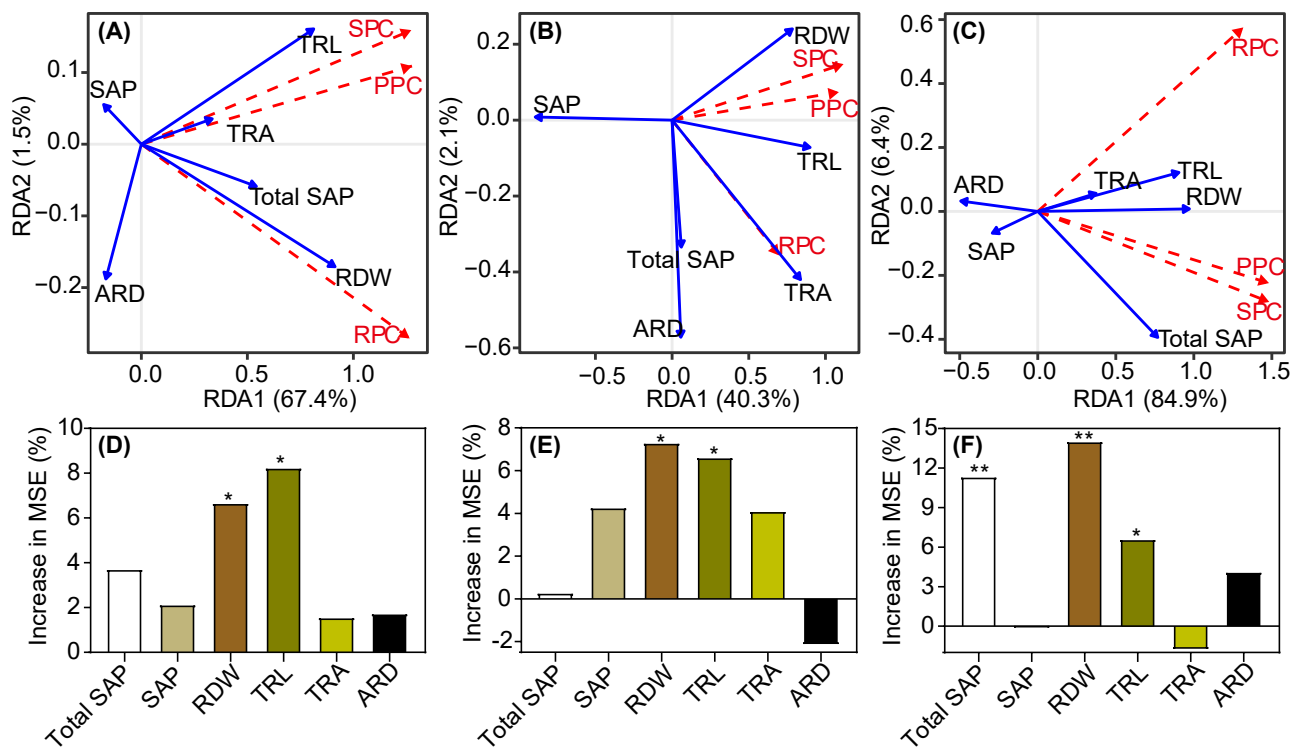 (A)
SPC
TRL
PPC
SAP
TRA
Total SAP
RDW
ARD
RPC
0.1
0.0
−0.1
−0.2
RDA2 (1.5%)
0.0
0.5
1.0
RDA1 (67.4%)
(B)
RDW
SPC
PPC
SAP
TRL
RPC
Total SAP
TRA
ARD
0.2
0.0
−0.2
−0.4
−0.6
RDA2 (2.1%)
−0.5
0.0
0.5
1.0
RDA1 (40.3%)
(C)
RPC
TRL
TRA
ARD
RDW
SAP
PPC
SPC
Total SAP
0.6
0.4
0.2
0.0
−0.2
−0.4
RDA2 (6.4%)
−0.5
0.0
0.5
1.0
1.5
RDA1 (84.9%)
(D)
*
*
10
8
6
4
2
0
Increase in MSE (%)
Total SAP
SAP
RDW
TRL
TRA
ARD
(E)
*
*
8
6
4
2
0
-2
Increase in MSE (%)
Total SAP
SAP
RDW
TRL
TRA
ARD
(F)
**
**
*
15
12
9
6
3
0
Increase in MSE (%)
Total SAP
SAP
RDW
TRL
TRA
ARD